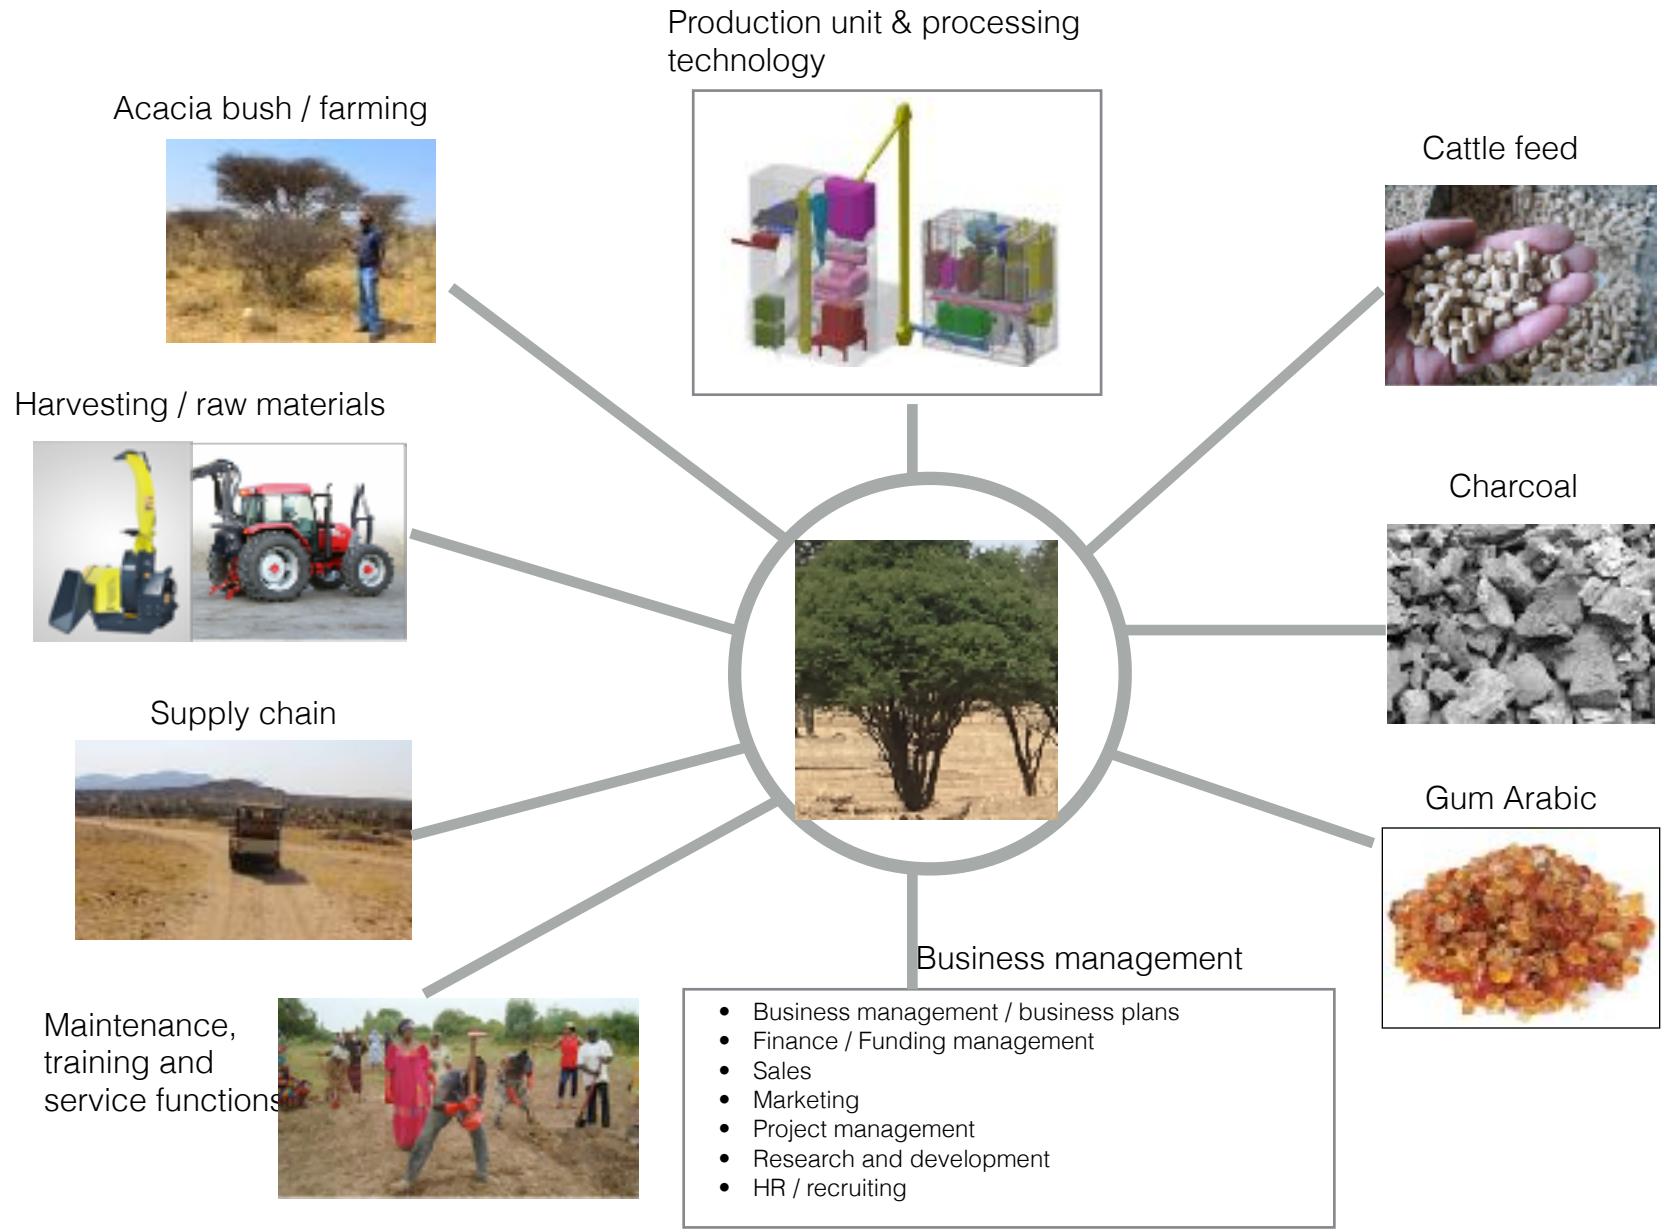 Production unit & processing
technology
Acacia bush / farming
Cattle feed
Harvesting / raw materials
Charcoal
Supply chain
Gum Arabic
Maintenance,
training and
service functions
Business management
• Business management / business plans
• Finance / Funding management
• Sales
• Marketing
• Project management
• Research and development
• HR / recruiting